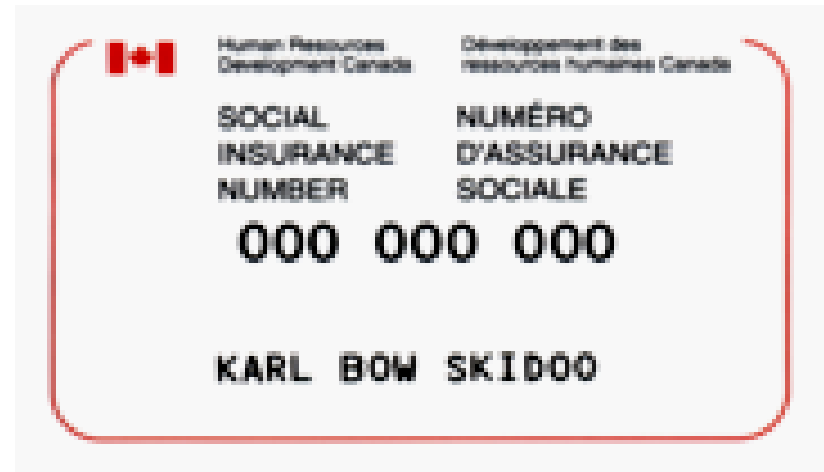 Human Resources
Development Canada
Développement des
ressources humaines Canada
SOCIAL
INSURANCE
NUMBER
NUMÉRO
D'ASSURANCE
SOCIALE
000 000 000
KARL BOW SKIDOO